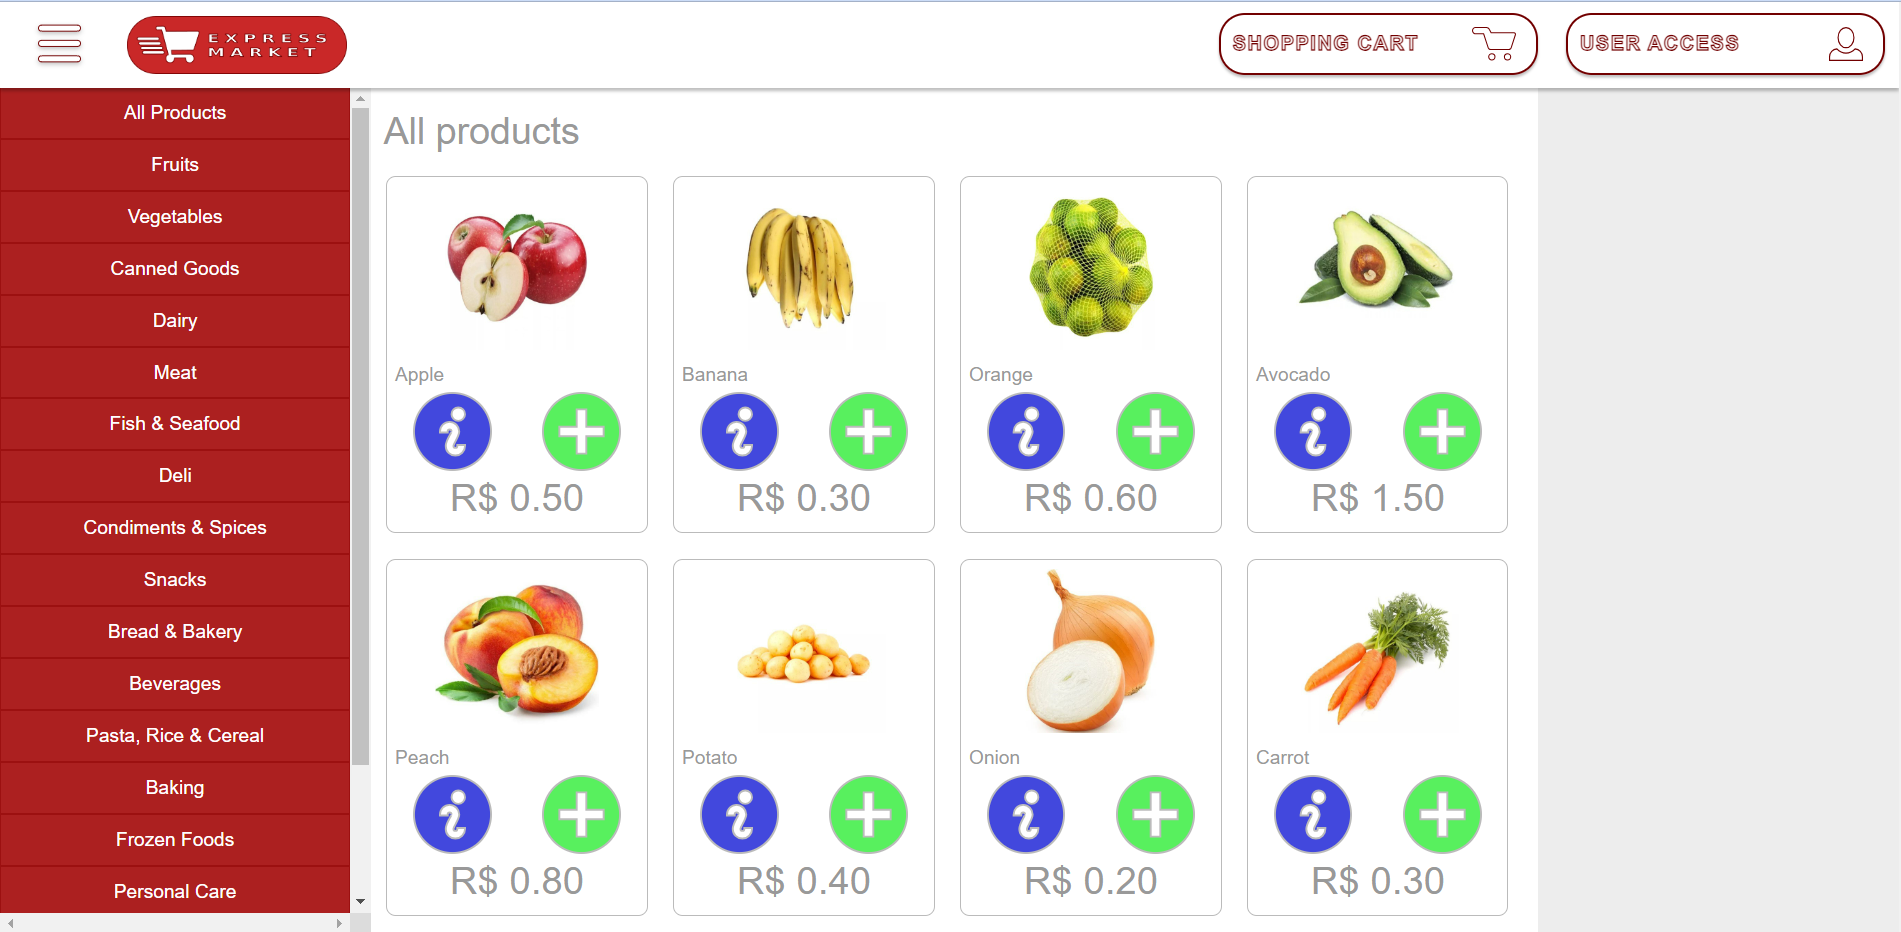 EXPRESS
MARKET
SHOPPING CART
USER ACCESS
All Products
Fruits
Vegetables
Canned Goods
Dairy
Meat
Fish & Seafood
Deli
Condiments & Spices
Snacks
Bread & Bakery
Beverages
Pasta, Rice & Cereal
Baking
Frozen Foods
Personal Care
All products
Apple
R$ 0.50
Banana
R$ 0.30
Orange
R$ 0.60
Avocado
R$ 1.50
Peach
R$ 0.80
Potato
R$ 0.40
Onion
R$ 0.20
Carrot
R$ 0.30